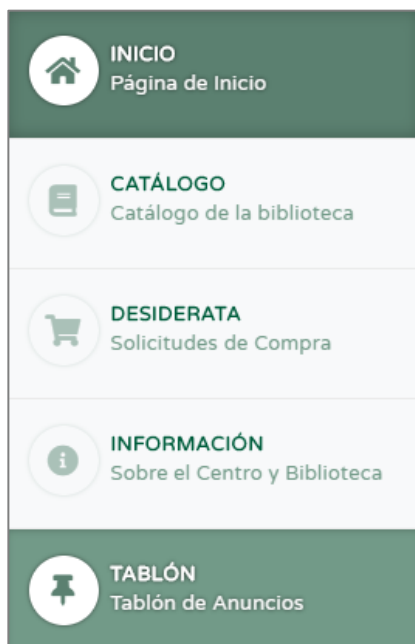 INICIO
Página de Inicio
CATÁLOGO
Catálogo de la biblioteca
DESIDERATA
Solicitudes de Compra
INFORMACIÓN
Sobre el Centro y Biblioteca
TABLÓN
Tablón de Anuncios